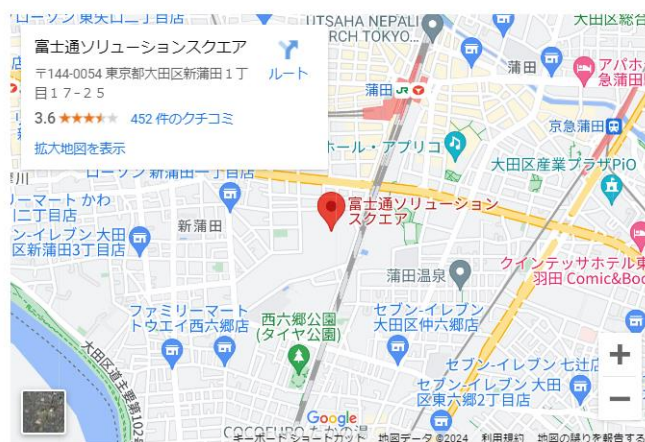 富士通ソリューションスクエア
ルート
〒144-0054 東京都大田区新蒲田１丁
目１７−２５
3.6
452 件のクチコミ
拡大地図を表示
UTSAHA NEPALI
RCH TOKYO...
蒲田
アパホ
急蒲田
蒲田 JR
京急蒲田
ホール・アプリコ
大田区産業プラザPiO
ローソン 新蒲田一丁目店
リーマート かわ
二丁目店
新蒲田
富士通ソリューション
スクエア
ン-イレブン 大田
区新蒲田3丁目店
クインテッサホテル東
羽田 Comic&Boo
蒲田温泉
ファミリーマート
トウエイ西六郷店
西六郷公園
(タイヤ公園)
セブン-イレブン
大田区仲六郷店
大田区道主要第102号
セブン-イレブン 七辻店
セブン-イレブン 大田
区東六郷2丁目店
Google
キーボード ショートカット
地図データ ©2024
利用規約
地図の誤りを報告する